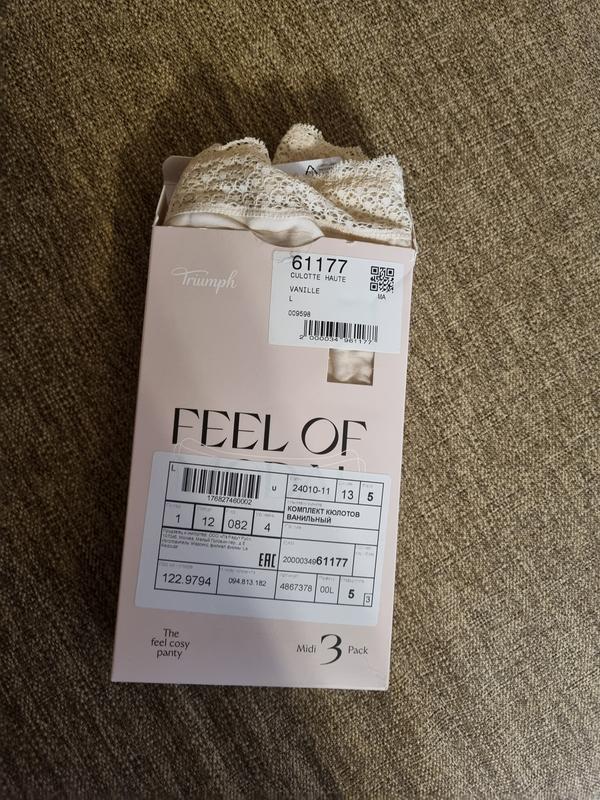 Triumph
61177
CULOTTE HAUTE
VANILLE
L
MA
009598
2 000034 961177
FEEL OF
L
176827460002
U
24010-11
13
5
1
12
082
4
КОМПЛЕКТ КЮЛОТОВ
ВАНИЛЬНЫЙ
EAC
2000034961177
122.9794
094.813.182
4867378
00L
5
3
The
feel cosy
panty
Midi 3 Pack